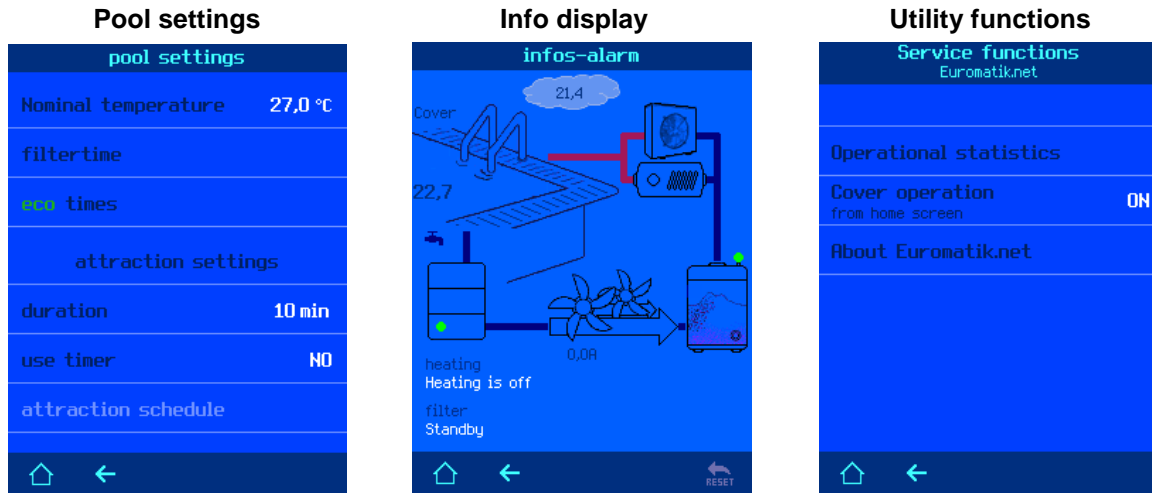 Pool settings
pool settings
Nominal temperature 27,0 °C
filtertime
eco times
attraction settings
duration 10 min
use timer NO
attraction schedule
Info display
infos-alarm
21,4
Cover
22,7
0,0A
heating
Heating is off
filter
Standby
RESET
Utility functions
Service functions
Euromatik.net
Operational statistics
Cover operation ON
from home screen
About Euromatik.net